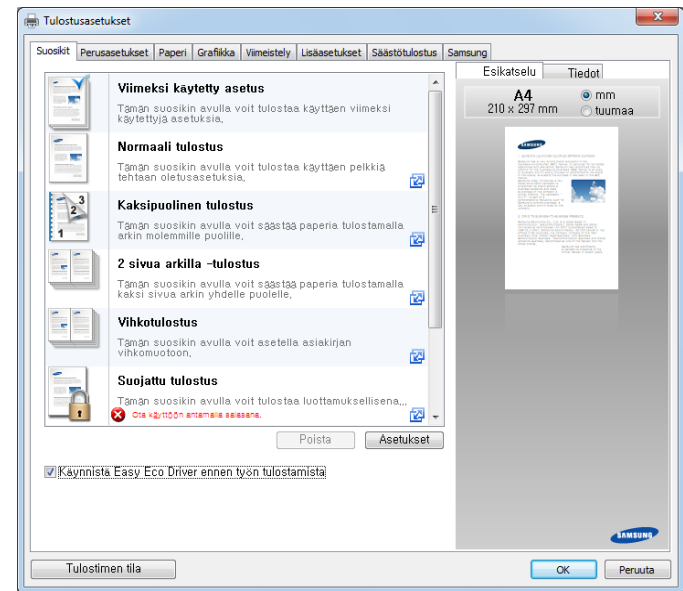 Tulostusasetukset
Suosikit Perusasetukset Paperi Grafiikka Viimeistely Lisäasetukset Säästötulostus Samsung
Viimeksi käytetty asetus
Tämän suosikin avulla voit tulostaa käyttäen viimeksi
käytettyjä asetuksia.
Normaali tulostus
Tämän suosikin avulla voit tulostaa käyttäen pelkkiä
tehtaan oletusasetuksia.
Kaksipuolinen tulostus
Tämän suosikin avulla voit säästää paperia tulostamalla
arkin molemmille puolille.
1 2 3
2 sivua arkilla -tulostus
Tämän suosikin avulla voit säästää paperia tulostamalla
kaksi sivua arkin yhdelle puolelle.
Vihkotulostus
Tämän suosikin avulla voit asetella asiakirjan
vihkomuotoon.
Suojattu tulostus
Tämän suosikin avulla voit tulostaa luottamuksellisena...
Ota käyttöön antamalla salasana.
Poista Asetukset
Käynnistä Easy Eco Driver ennen työn tulostamista
Esikatselu Tiedot
A4
210 x 297 mm
mm
tuumaa
SAMSUNG
Tulostimen tila OK Peruuta